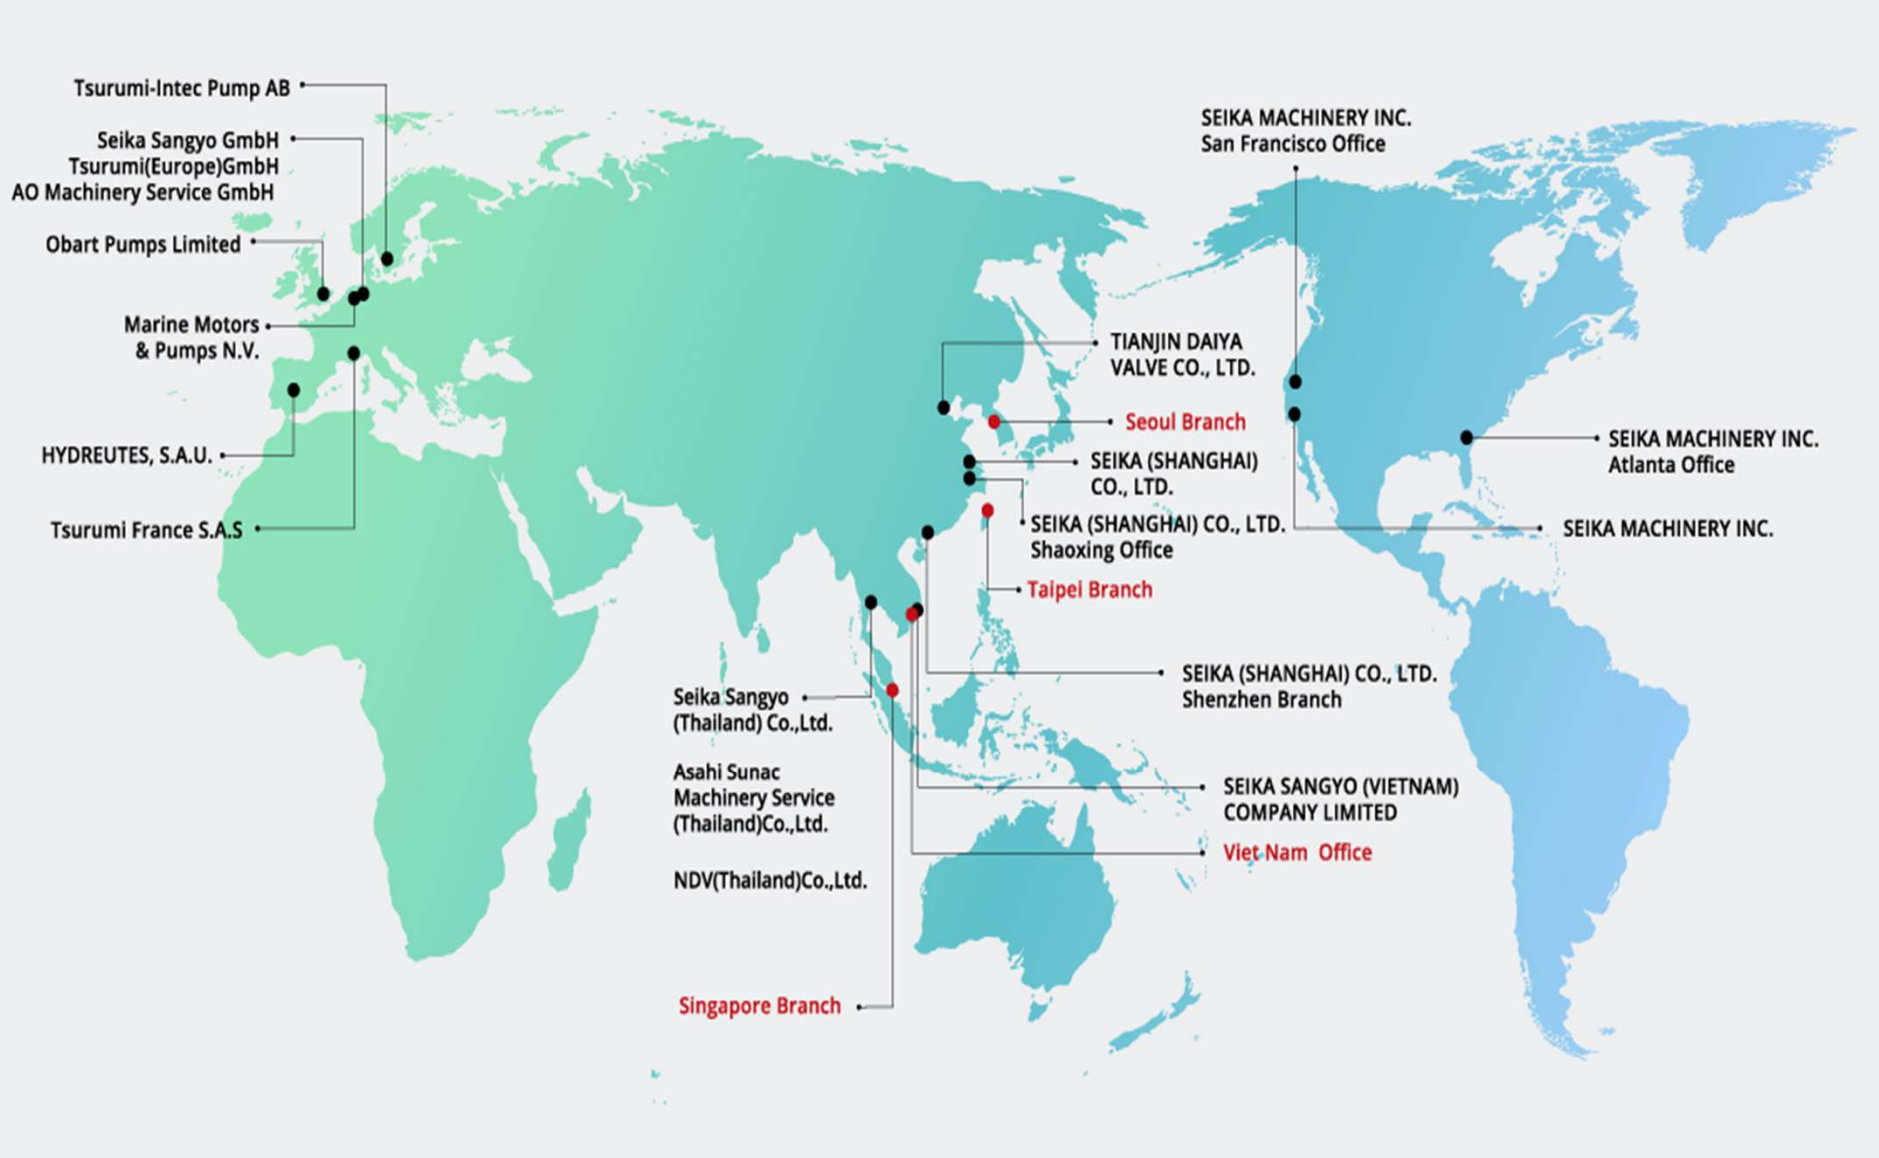 Tsurumi-Intec Pump AB
Seika Sangyo GmbH
Tsurumi(Europe)GmbH
AO Machinery Service GmbH
Obart Pumps Limited
Marine Motors
& Pumps N.V.
HYDREUTES, S.A.U.
Tsurumi France S.A.S
SEIKA MACHINERY INC.
San Francisco Office
TIANJIN DAIYA
VALVE CO., LTD.
Seoul Branch
SEIKA (SHANGHAI)
CO., LTD.
SEIKA (SHANGHAI) CO., LTD.
Shaoxing Office
Taipei Branch
SEIKA MACHINERY INC.
Atlanta Office
SEIKA MACHINERY INC.
SEIKA (SHANGHAI) CO., LTD.
Shenzhen Branch
Seika Sangyo
(Thailand) Co.,Ltd.
Asahi Sunac
Machinery Service
(Thailand)Co.,Ltd.
NDV(Thailand)Co.,Ltd.
SEIKA SANGYO (VIETNAM)
COMPANY LIMITED
Viet Nam  Office
Singapore Branch